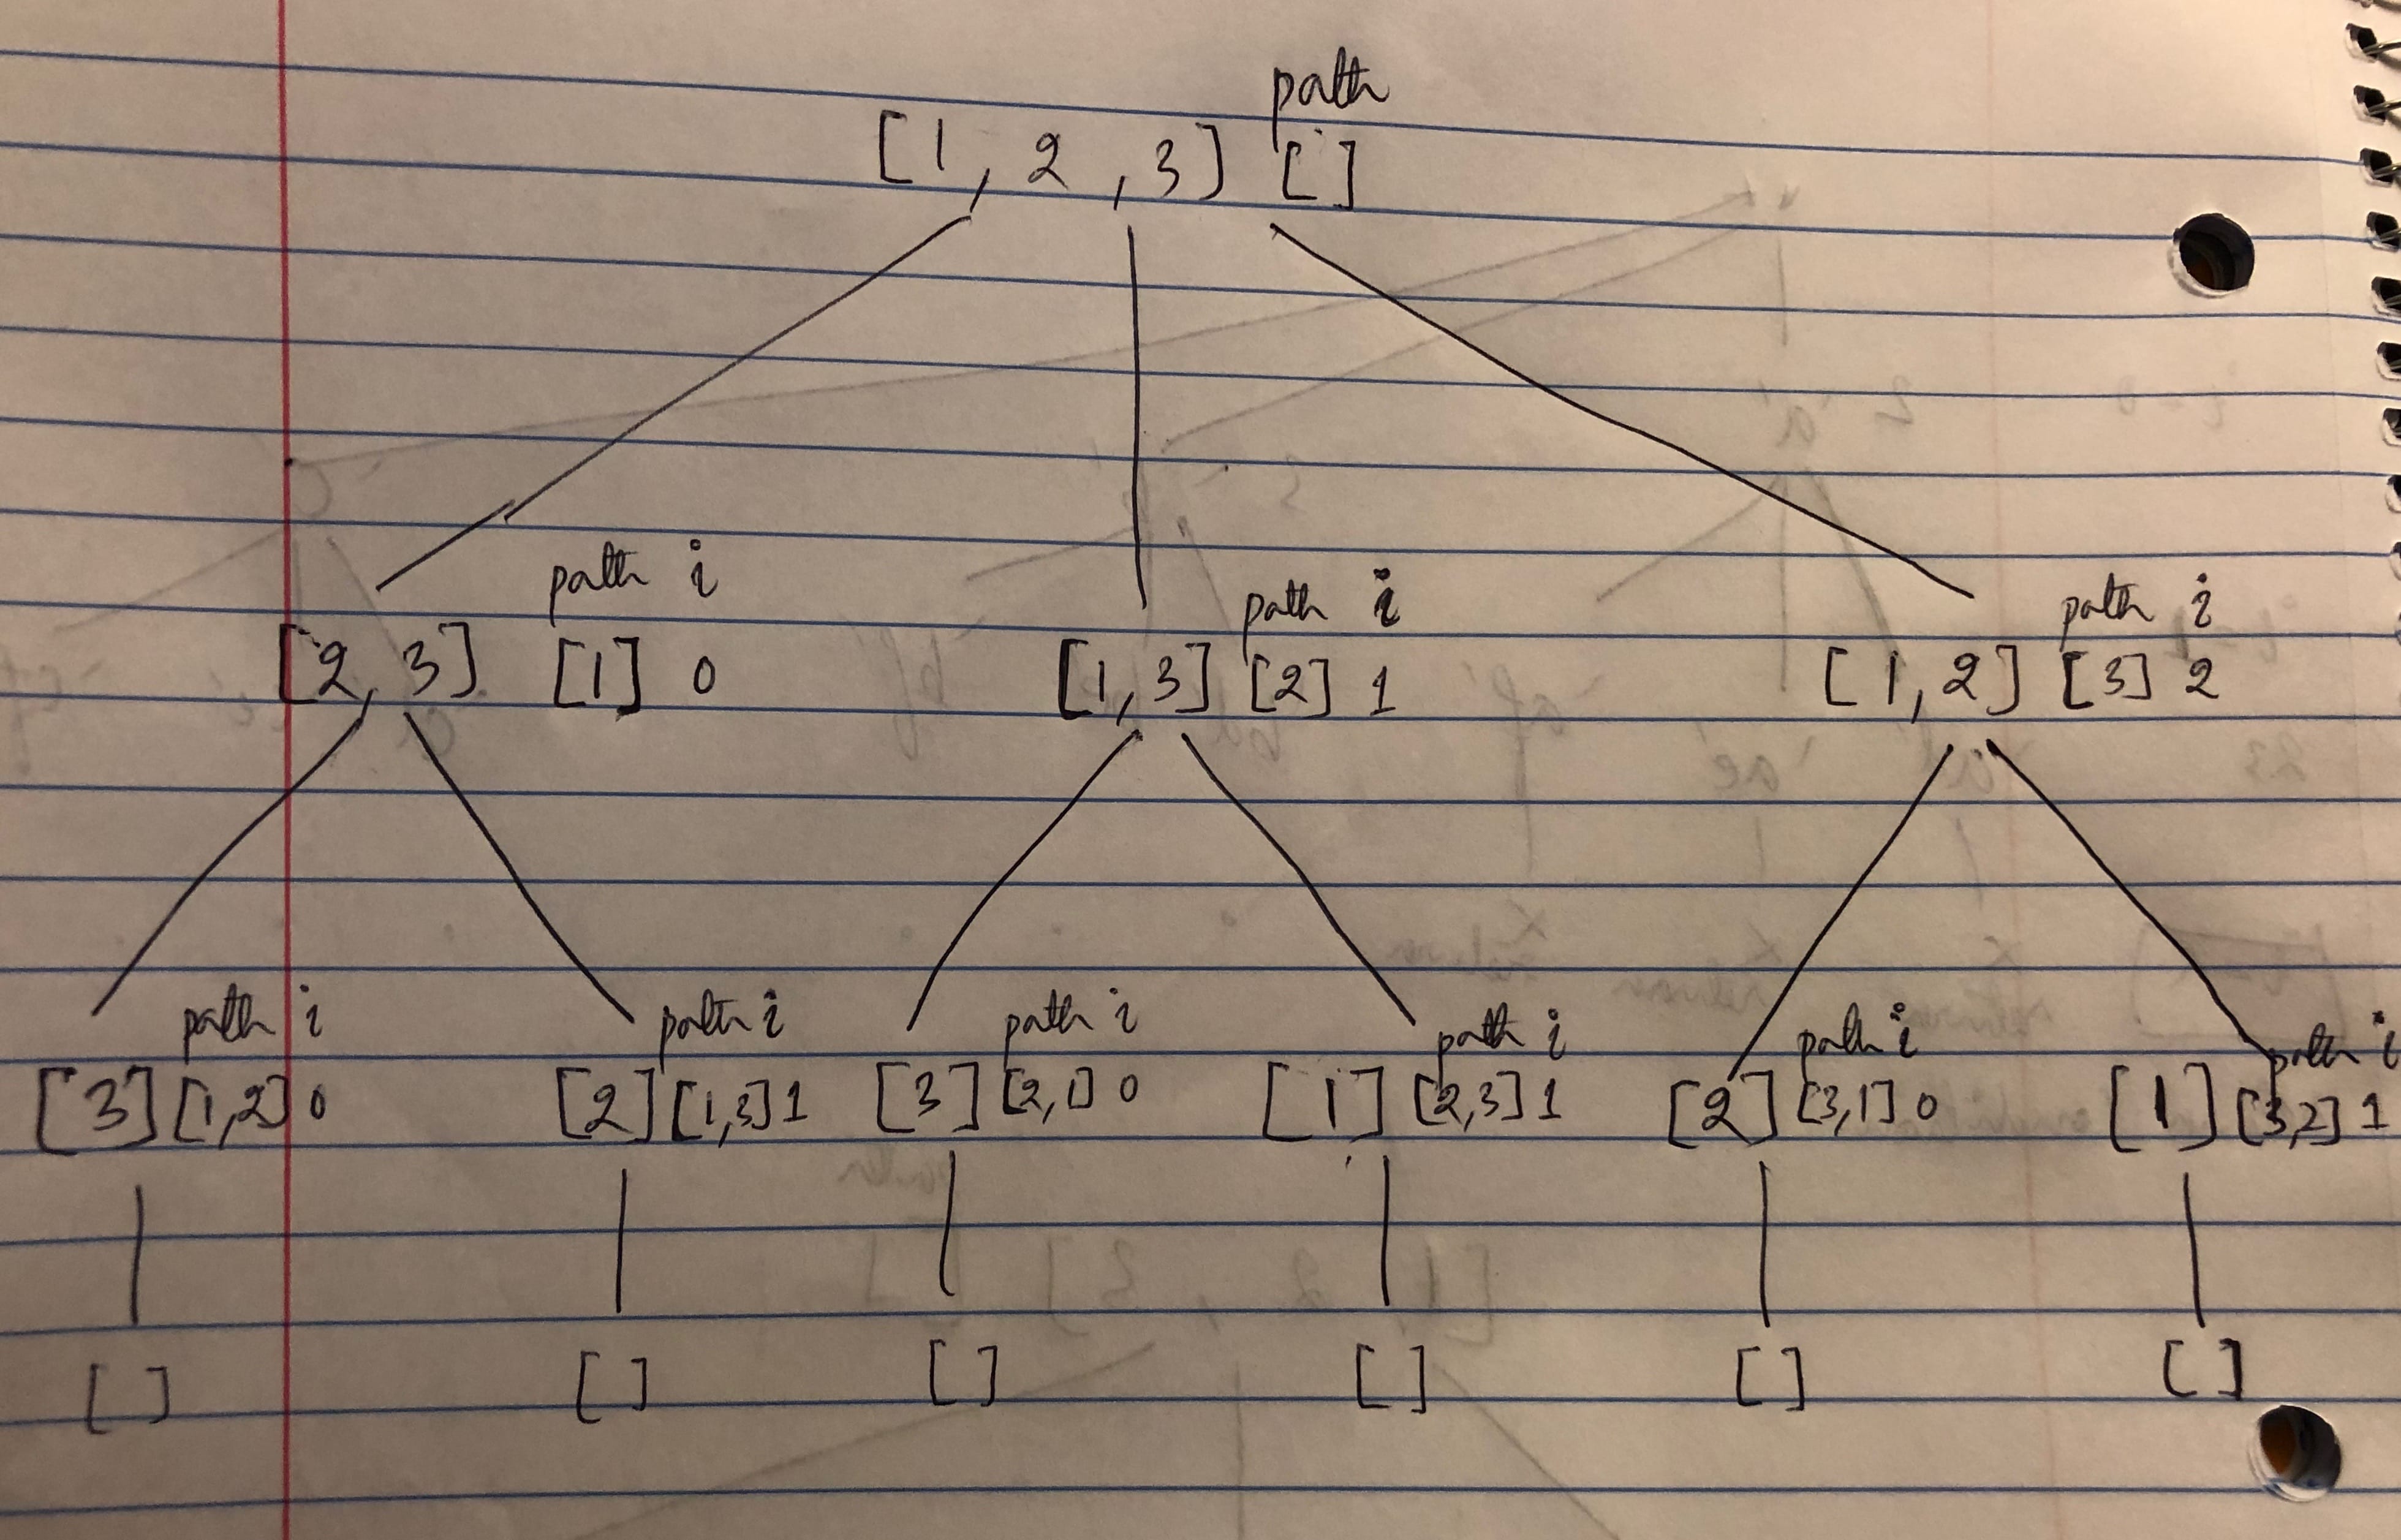 path
[1, 2, 3] []
path i path i path i
[2, 3] [1] 0 [1,3] [2] 1 [1,2] [3] 2
path i path i path i path i path i path i
[3] [1,2] 0 [2] [1,3] 1 [3] [2,1] 0 [1] [2,3] 1 [2] [3,1] 0 [1] [3,2] 1
[] [] [] [] [] []